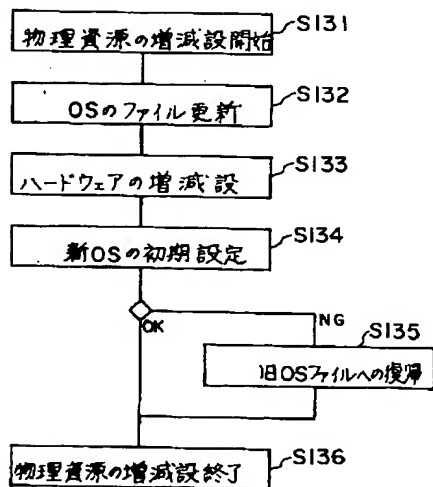 物理資源の増減設開始 S131
OSのファイル更新 S132
ハードウェアの増減設 S133
新OSの初期設定 S134
OK NG
S135
旧OSファイルへの復帰
物理資源の増減設終了 S136